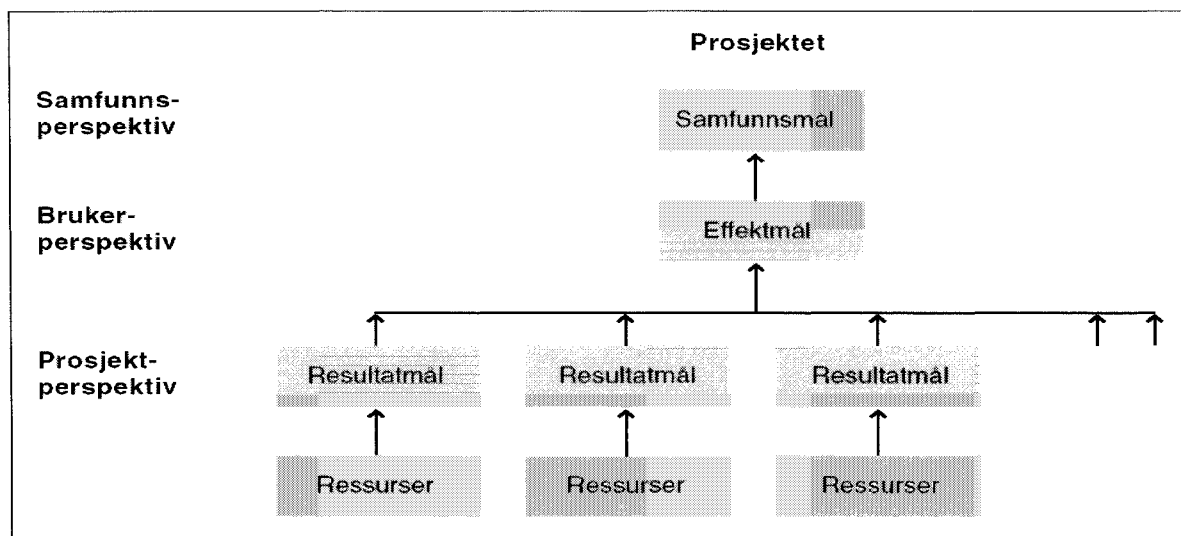 Prosjektet
Samfunns-
perspektiv
Samfunnsmål
Bruker-
perspektiv
Effektmål
Prosjekt-
perspektiv
Resultatmål
Resultatmål
Resultatmål
Ressurser
Ressurser
Ressurser